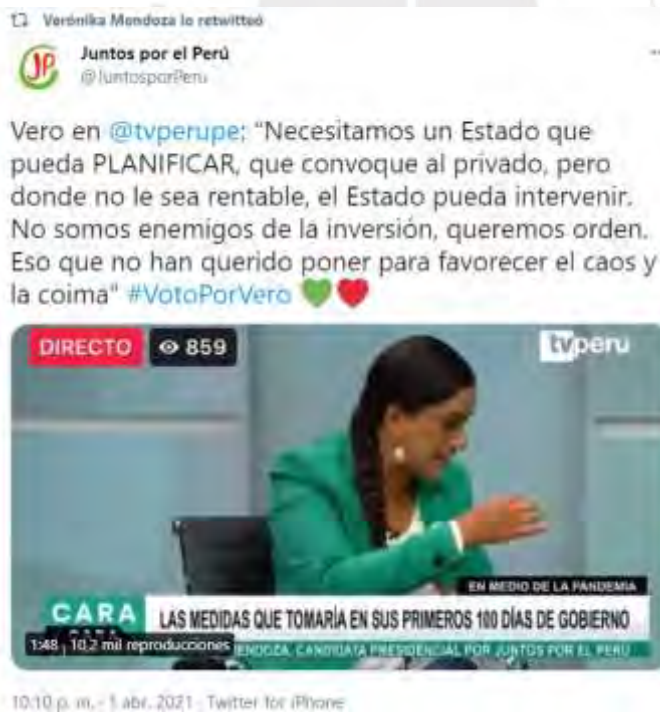 Verónika Mendoza lo retwitteó
JP
Juntos por el Perú
@JuntosporPeru
Vero en @tvperupe: “Necesitamos un Estado que
pueda PLANIFICAR, que convoque al privado, pero
donde no le sea rentable, el Estado pueda intervenir.
No somos enemigos de la inversión, queremos orden.
Eso que no han querido poner para favorecer el caos y
la coima” #VotoPorVero 💚❤️
DIRECTO 859
tvperu
EN MEDIO DE LA PANDEMIA
CARA
LAS MEDIDAS QUE TOMARÍA EN SUS PRIMEROS 100 DÍAS DE GOBIERNO
1:48 10,2 mil reproducciones
MENDOZA, CANDIDATA PRESIDENCIAL POR JUNTOS POR EL PERÚ
10:10 p. m. · 1 abr. 2021 · Twitter for iPhone